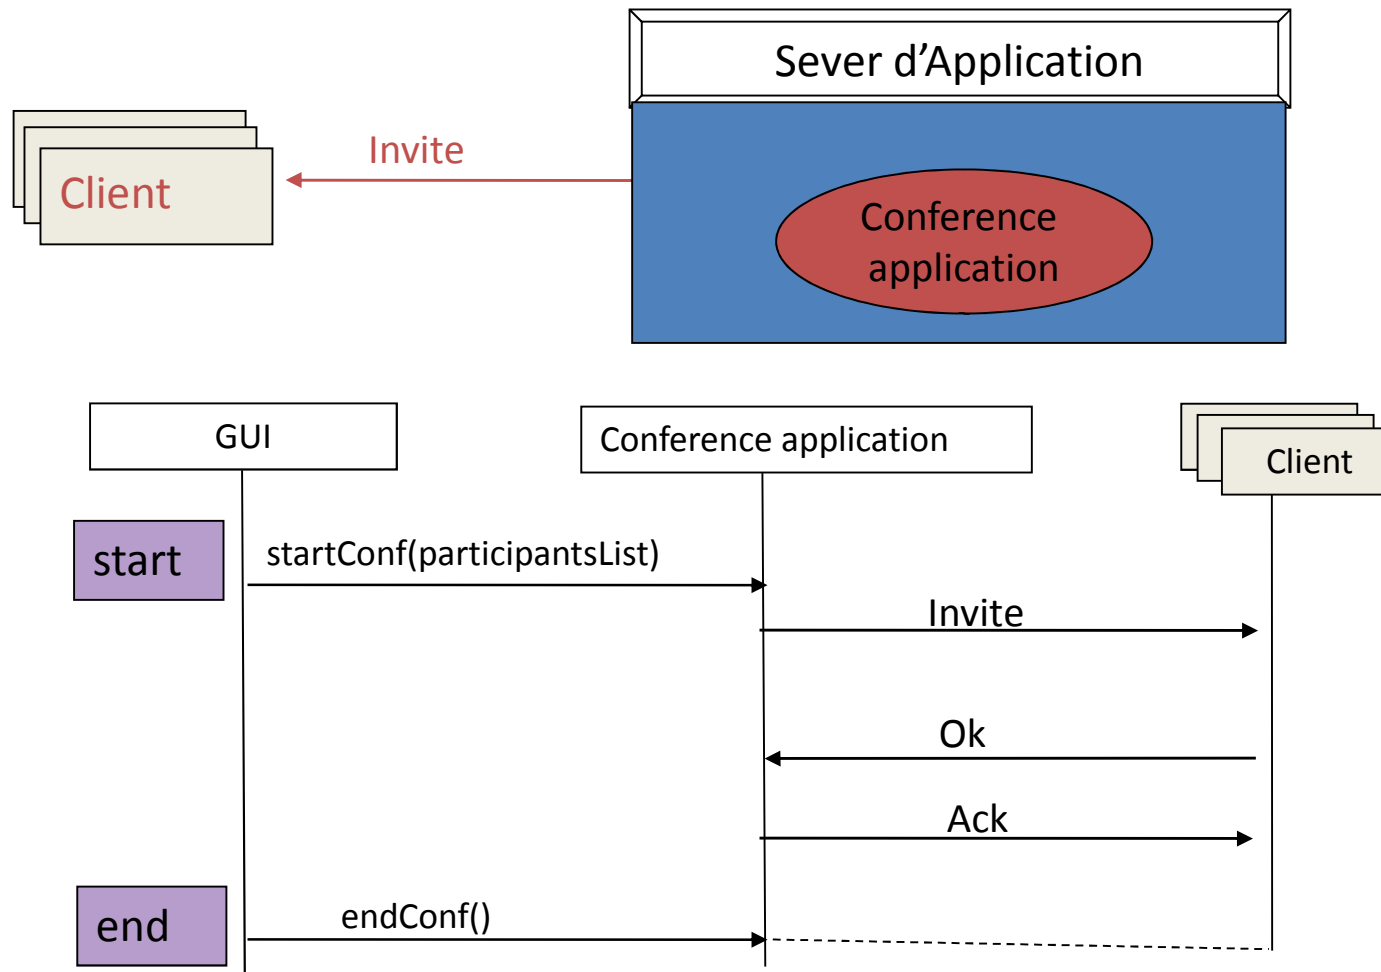 Sever d’Application
Invite
Client
Conference
application
GUI
Conference application
Client
start
startConf(participantsList)
Invite
Ok
Ack
end
endConf()